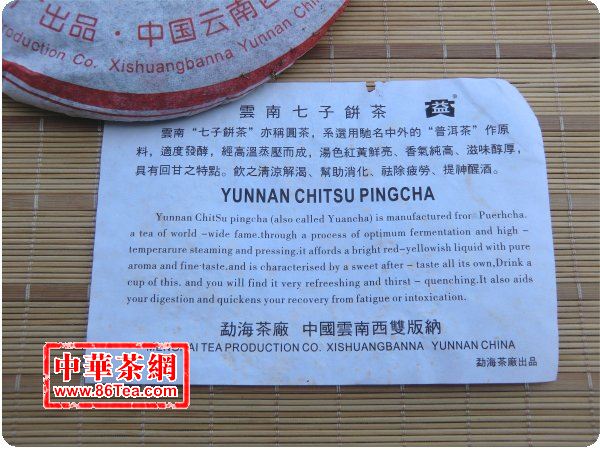 出品·中国云南西
Production Co. Xishuangbanna Yunnan Chin
雲南七子餅茶 益
雲南“七子餅茶”亦稱圓茶，系選用馳名中外的“普洱茶”作原
料，適度發酵，經高溫蒸壓而成，湯色紅黃鮮亮、香氣純高、滋味醇厚，
具有回甘之特點。飲之清涼解渴、幫助消化、祛除疲勞、提神醒酒。
YUNNAN CHITSU PINGCHA
Yunnan ChitSu pingcha (also called Yuancha) is manufactured fror Puerhcha.
a tea of world -wide fame.through a process of optimum fermentation and high -
temperarure steaming and pressing.it affords a bright red-yellowish liquid with pure
aroma and fine taste.and is characterised by a sweet after - taste all its own,Drink a
cup of this. and you will find it very refreeshing and thirst - quenching.It also aids
your digestion and quickens your recovery from fatigue or intoxication.
勐海茶廠 中國雲南西雙版納
MENGHAI TEA PRODUCTION CO. XISHUANGBANNA YUNNAN CHINA
勐海茶廠出品
中華茶網
www.86Tea.com